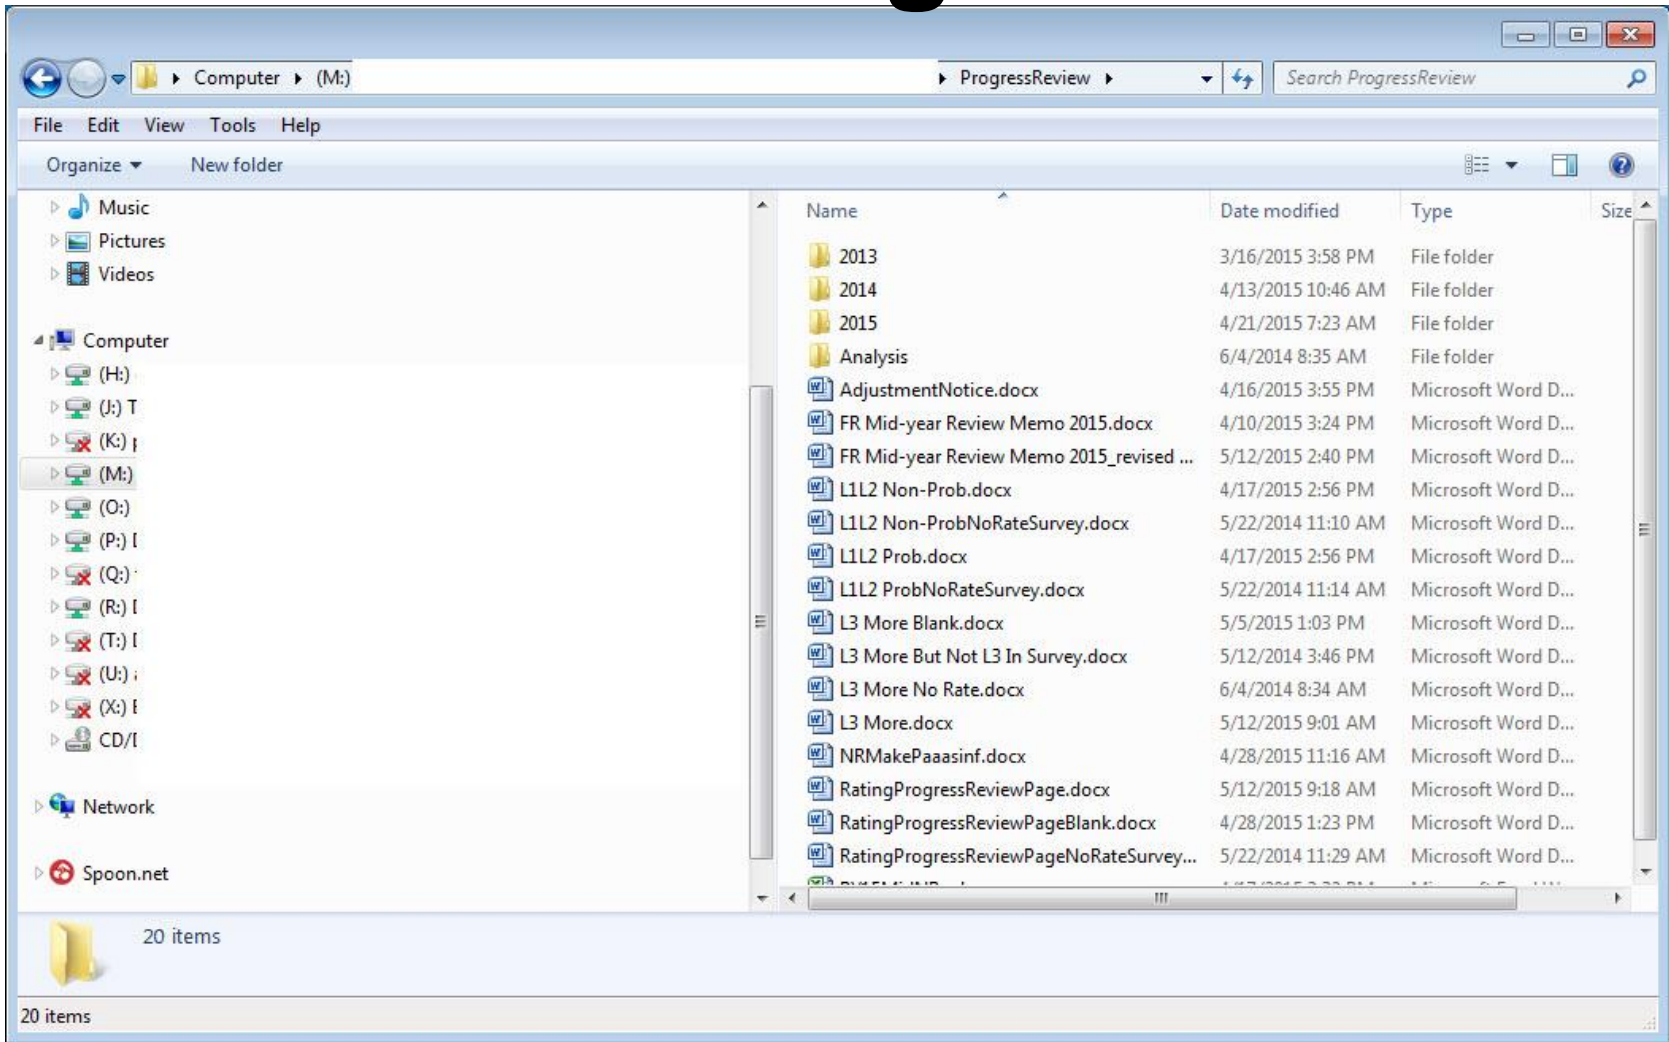 Computer (M:) ProgressReview Search ProgressReview
File Edit View Tools Help
Organize New folder
Music
Pictures
Videos
Computer
(H:)
(J:) T
(K:)
(M:)
(O:)
(P:)
(Q:)
(R:)
(T:)
(U:)
(X:)
CD/
Network
Spoon.net
Name Date modified Type Size
2013 3/16/2015 3:58 PM File folder
2014 4/13/2015 10:46 AM File folder
2015 4/21/2015 7:23 AM File folder
Analysis 6/4/2014 8:35 AM File folder
AdjustmentNotice.docx 4/16/2015 3:55 PM Microsoft Word D...
FR Mid-year Review Memo 2015.docx 4/10/2015 3:24 PM Microsoft Word D...
FR Mid-year Review Memo 2015_revised ... 5/12/2015 2:40 PM Microsoft Word D...
L1L2 Non-Prob.docx 4/17/2015 2:56 PM Microsoft Word D...
L1L2 Non-ProbNoRateSurvey.docx 5/22/2014 11:10 AM Microsoft Word D...
L1L2 Prob.docx 4/17/2015 2:56 PM Microsoft Word D...
L1L2 ProbNoRateSurvey.docx 5/22/2014 11:14 AM Microsoft Word D...
L3 More Blank.docx 5/5/2015 1:03 PM Microsoft Word D...
L3 More But Not L3 In Survey.docx 5/12/2014 3:46 PM Microsoft Word D...
L3 More No Rate.docx 6/4/2014 8:34 AM Microsoft Word D...
L3 More.docx 5/12/2015 9:01 AM Microsoft Word D...
NRMakePaaasinf.docx 4/28/2015 11:16 AM Microsoft Word D...
RatingProgressReviewPage.docx 5/12/2015 9:18 AM Microsoft Word D...
RatingProgressReviewPageBlank.docx 4/28/2015 1:23 PM Microsoft Word D...
RatingProgressReviewPageNoRateSurvey... 5/22/2014 11:29 AM Microsoft Word D...
20 items
20 items